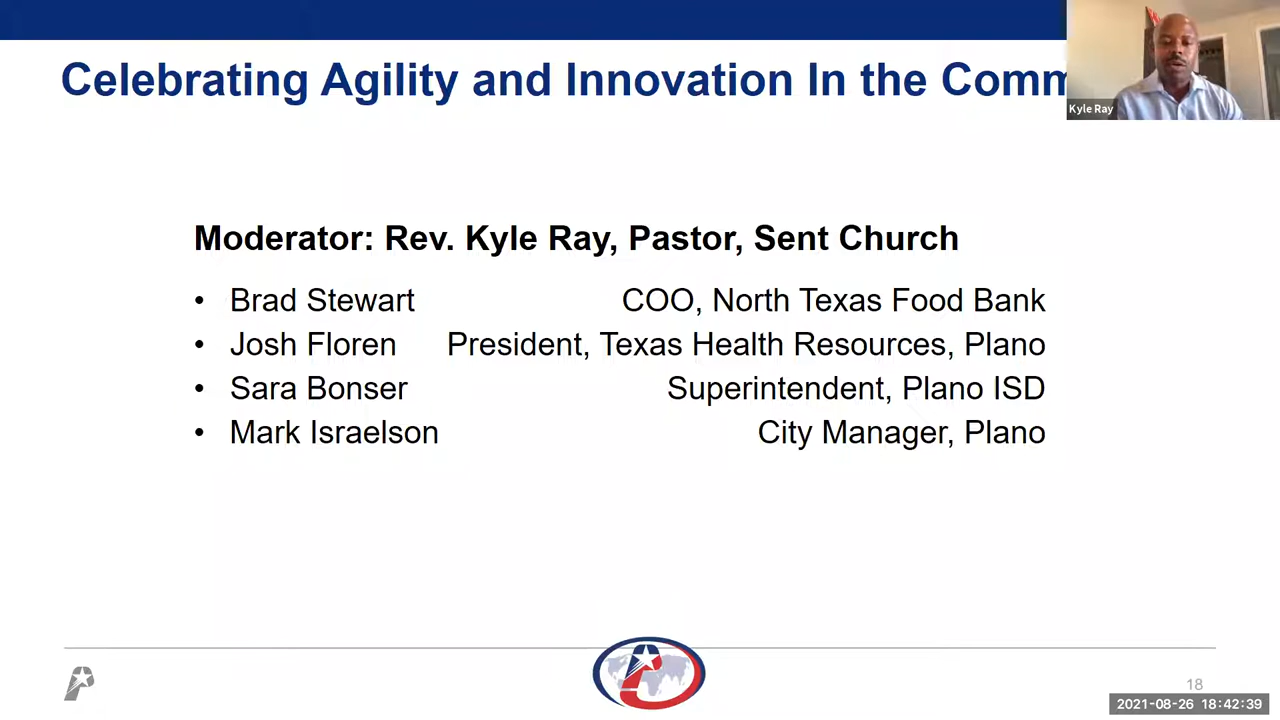 Celebrating Agility and Innovation In the Comm
Kyle Ray
Moderator: Rev. Kyle Ray, Pastor, Sent Church
• Brad Stewart COO, North Texas Food Bank
• Josh Floren President, Texas Health Resources, Plano
• Sara Bonser Superintendent, Plano ISD
• Mark Israelson City Manager, Plano
18
2021-08-26 18:42:39